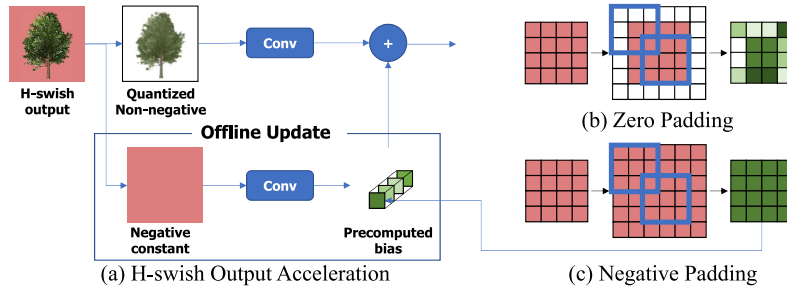 H-swish
output
Quantized
Non-negative
Conv
+
Offline Update
Negative
constant
Conv
Precomputed
bias
(a) H-swish Output Acceleration
(b) Zero Padding
(c) Negative Padding